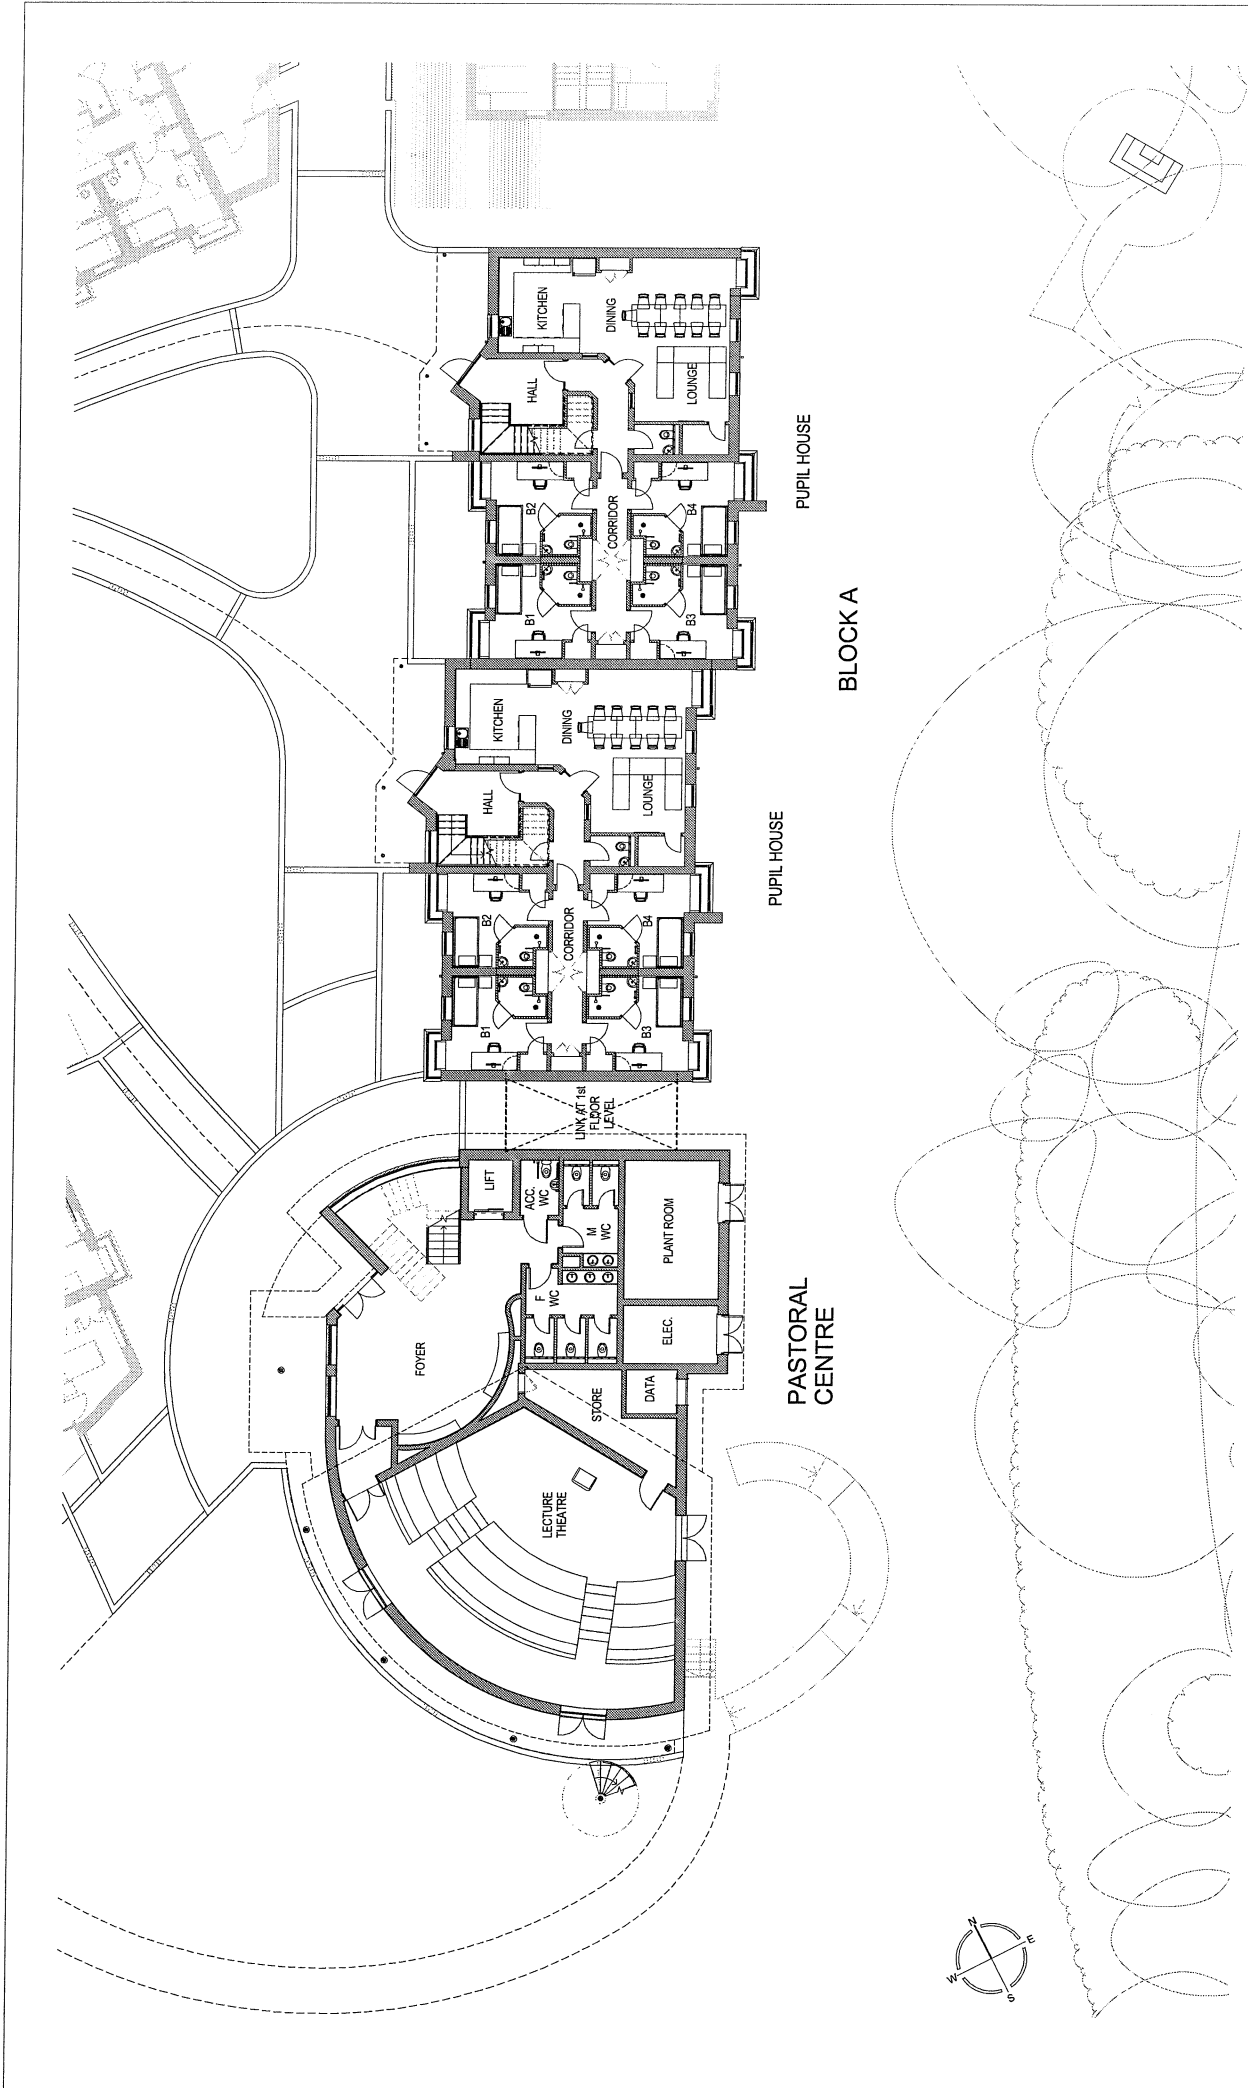 KITCHEN
DINING
HALL
LOUNGE
B2
CORRIDOR
B4
B1
B3
PUPIL HOUSE
BLOCK A
KITCHEN
DINING
HALL
LOUNGE
B2
CORRIDOR
B4
B1
B3
PUPIL HOUSE
LINK AT 1st
FLOOR
LEVEL
LIFT
ACC.
WC
M
WC
PLANT ROOM
F
WC
ELEC.
FOYER
STORE
DATA
LECTURE
THEATRE
PASTORAL
CENTRE
N
E
S
W